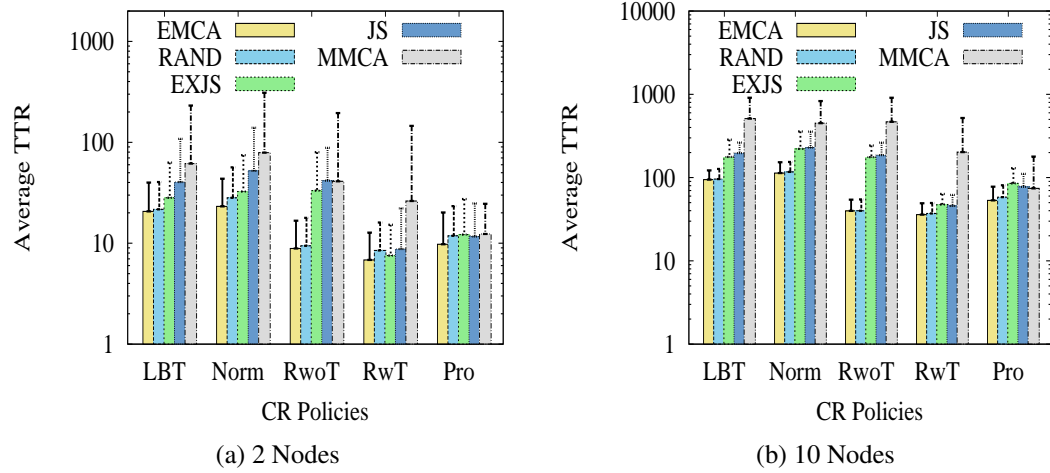 1000
100
10
1
Average TTR
EMCA
RAND
EXJS
JS
MMCA
LBT Norm RwoT RwT Pro
CR Policies
(a) 2 Nodes
10000
1000
100
10
1
Average TTR
EMCA
RAND
EXJS
JS
MMCA
LBT Norm RwoT RwT Pro
CR Policies
(b) 10 Nodes